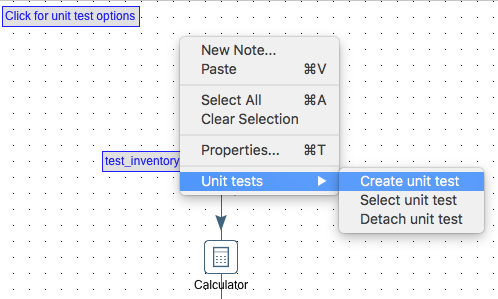 Click for unit test options
New Note...
Paste ⌘V
Select All ⌘A
Clear Selection
test_inventory
Properties... ⌘T
Unit tests
Create unit test
Select unit test
Detach unit test
Calculator